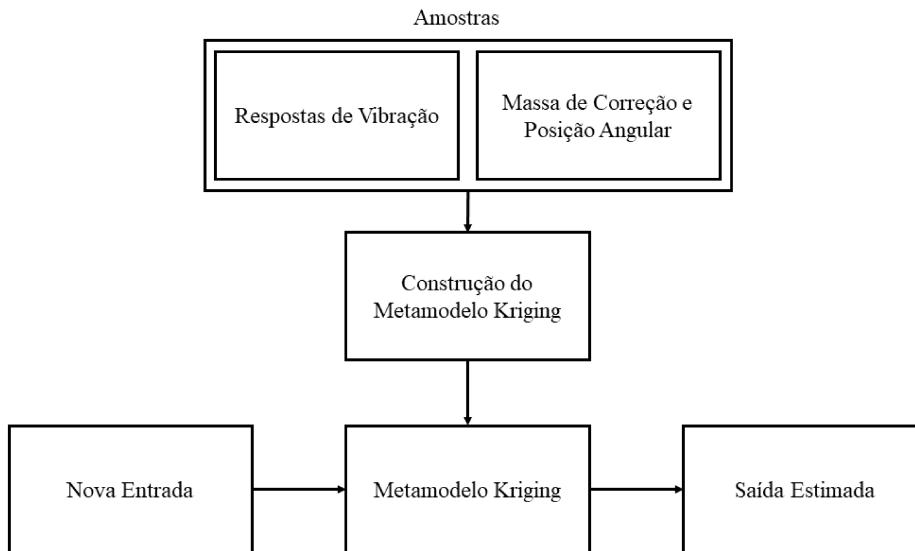 Amostras
Respostas de Vibração
Massa de Correção e
Posição Angular
Construção do
Metamodelo Kriging
Nova Entrada
Metamodelo Kriging
Saída Estimada